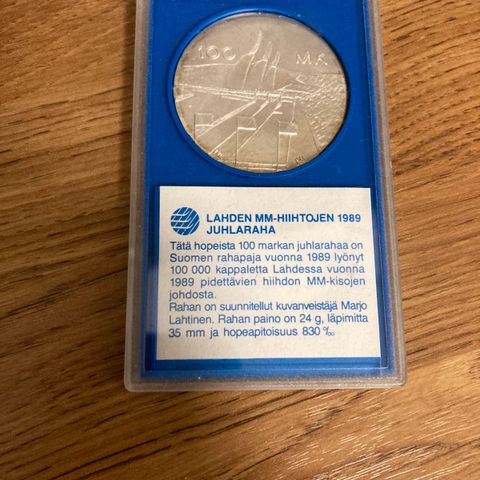 100 MK
LAHDEN MM-HIIHTOJEN 1989
JUHLARAHA
Tätä hopeista 100 markan juhlarahaa on
Suomen rahapaja vuonna 1989 lyönyt
100 000 kappaletta Lahdessa vuonna
1989 pidettävien hiihdon MM-kisojen
johdosta.
Rahan on suunnitellut kuvanveistäjä Marjo
Lahtinen. Rahan paino on 24 g, läpimitta
35 mm ja hopeapitoisuus 830 ‰